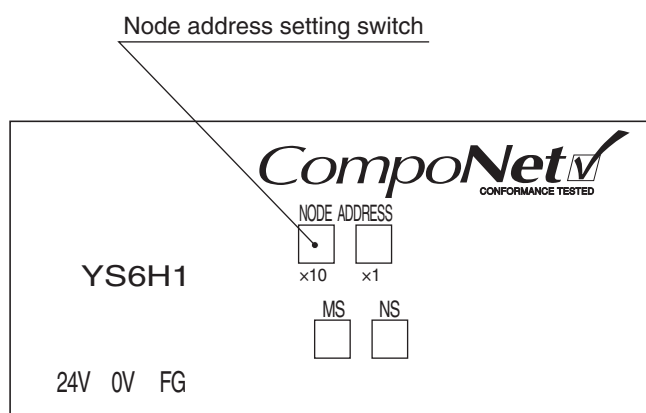 Node address setting switch
CompoNet
CONFORMANCE TESTED
NODE ADDRESS
×10 ×1
YS6H1
MS NS
24V 0V FG